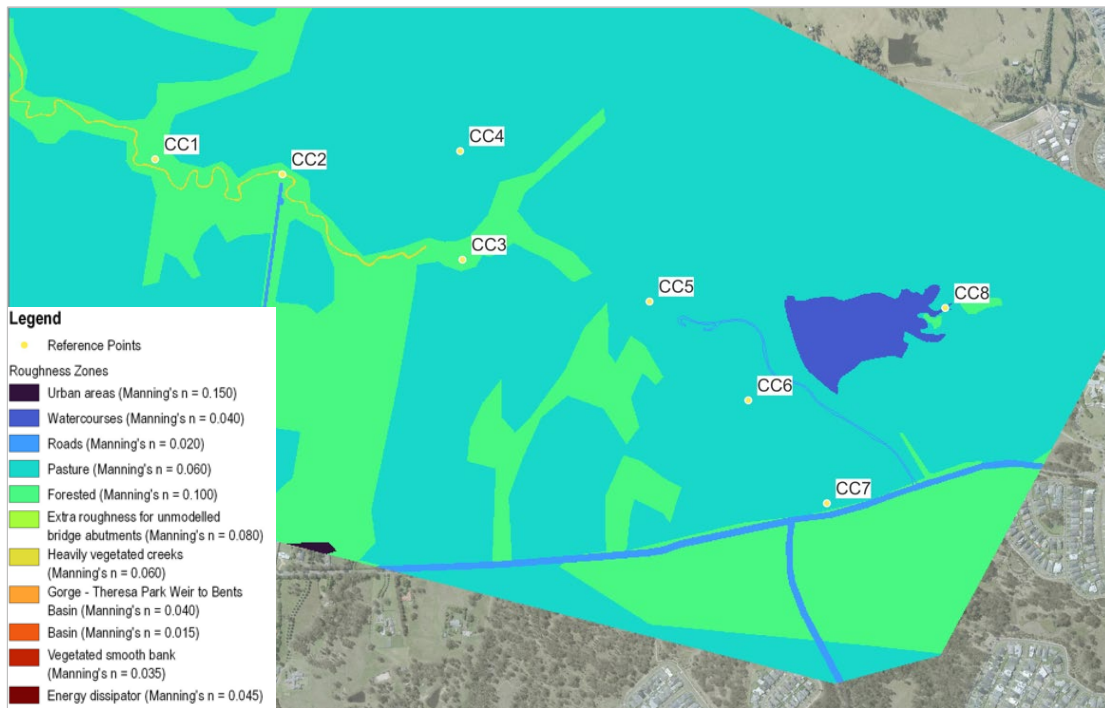 CC1
CC2
CC4
CC3
CC5
CC8
CC6
CC7
Legend
Reference Points
Roughness Zones
Urban areas (Manning's n = 0.150)
Watercourses (Manning's n = 0.040)
Roads (Manning's n = 0.020)
Pasture (Manning's n = 0.060)
Forested (Manning's n = 0.100)
Extra roughness for unmodelled
bridge abutments (Manning's n = 0.080)
Heavily vegetated creeks
(Manning's n = 0.060)
Gorge - Theresa Park Weir to Bents
Basin (Manning's n = 0.040)
Basin (Manning's n = 0.015)
Vegetated smooth bank
(Manning's n = 0.035)
Energy dissipator (Manning's n = 0.045)